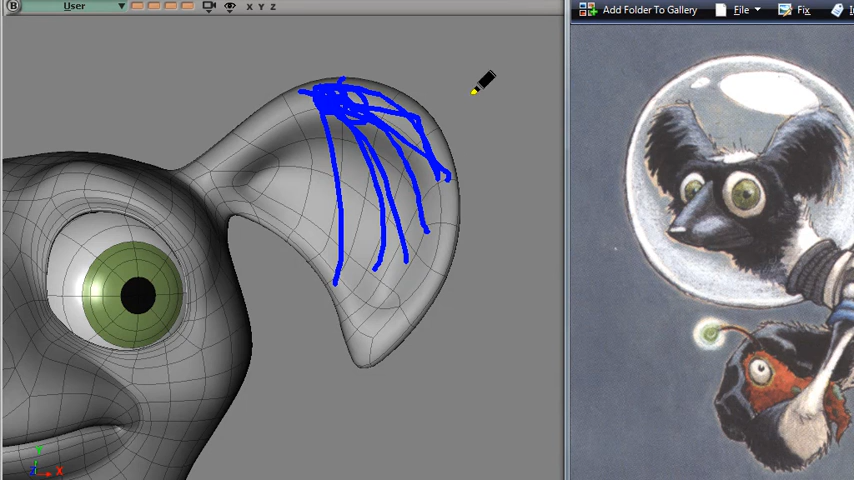 B User X Y Z
Add Folder To Gallery File Fix
Y
Z X